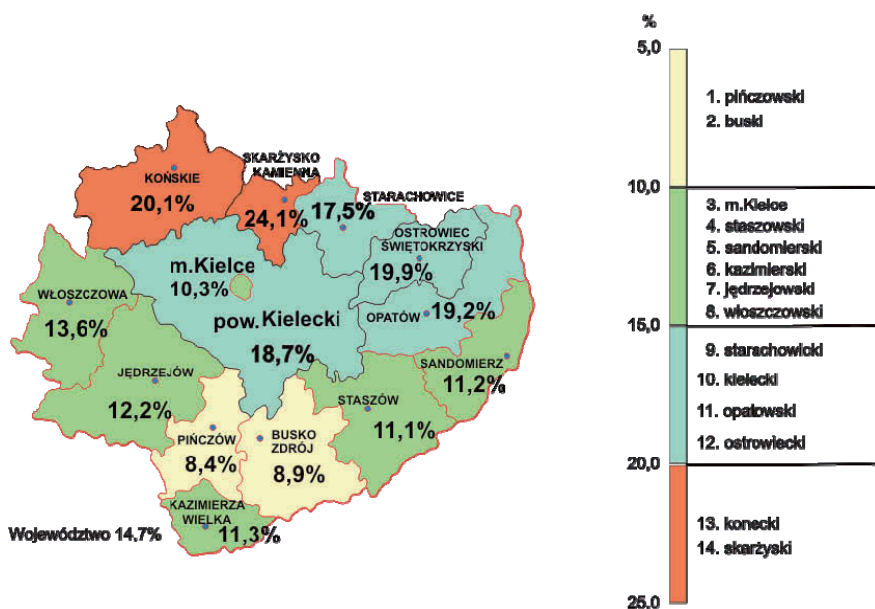 %
5,0
1. pińczowski
2. buski
10,0
3. m.Kielce
4. staszowski
5. sandomierski
6. kazimierski
7. jędrzejowski
8. włoszczowski
15,0
9. starachowicki
10. kielecki
11. opatowski
12. ostrowiecki
20,0
13. konecki
14. skarżyski
25,0
KOŃSKIE
20,1%
SKARŻYSKO
KAMIENNA
24,1%
STARACHOWICE
17,5%
OSTROWIEC
ŚWIĘTOKRZYSKI
19,9%
m.Kielce
10,3%
WŁOSZCZOWA
13,6%
pow.Kielecki
18,7%
OPATÓW
19,2%
SANDOMIERZ
11,2%
JĘDRZEJÓW
12,2%
STASZÓW
11,1%
PIŃCZÓW
8,4%
BUSKO
ZDRÓJ
8,9%
KAZIMIERZA
WIELKA
11,3%
Województwo 14,7%